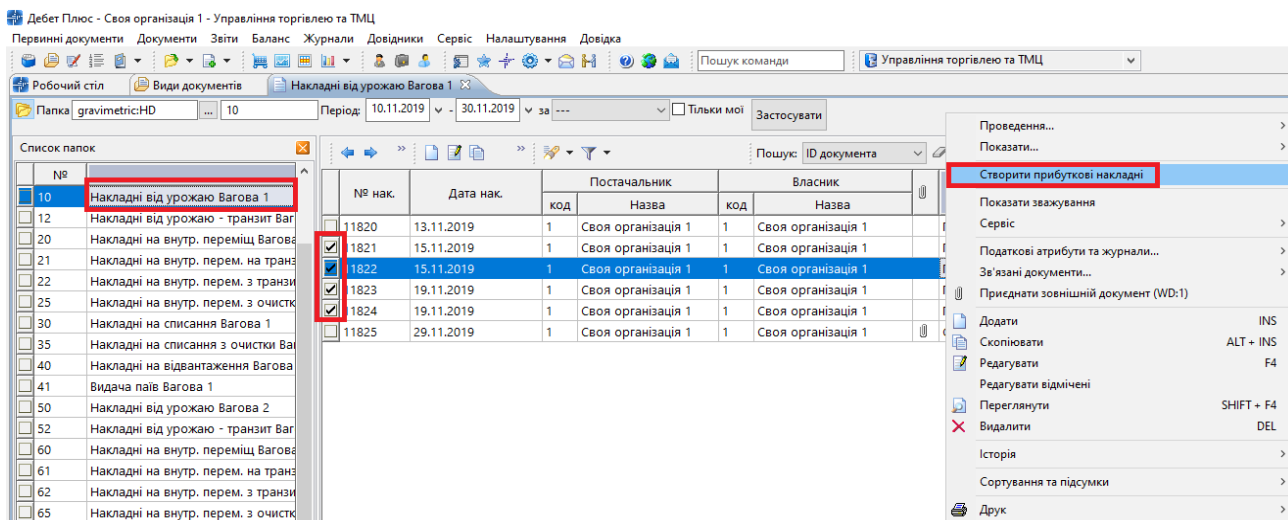 Дебет Плюс - Своя організація 1 - Управління торгівлею та ТМЦ
Первинні документи Документи Звіти Баланс Журнали Довідники Сервіс Налаштування Довідка
Пошук команди Управління торгівлею та ТМЦ
Робочий стіл Види документів Накладні від урожаю Вагова 1
Папка gravimetric:HD ... 10 Період: 10.11.2019 - 30.11.2019 за --- Тільки мої Застосувати
Список папок
№
10 Накладні від урожаю Вагова 1
12 Накладні від урожаю - транзит Ваг
20 Накладні на внутр. переміщ Вагова
21 Накладні на внутр. перем. на транз
22 Накладні на внутр. перем. з транзи
25 Накладні на внутр. перем. з очистк
30 Накладні на списання Вагова 1
35 Накладні на списання з очистки Ваг
40 Накладні на відвантаження Вагова
41 Видача паїв Вагова 1
50 Накладні від урожаю Вагова 2
52 Накладні від урожаю - транзит Ваг
60 Накладні на внутр. переміщ Вагова
61 Накладні на внутр. перем. на транз
62 Накладні на внутр. перем. з транзи
65 Накладні на внутр. перем. з очистк
Пошук: ID документа
№ нак. Дата нак. Постачальник Власник
код Назва код Назва
11820 13.11.2019 1 Своя організація 1 1 Своя організація 1
11821 15.11.2019 1 Своя організація 1 1 Своя організація 1
11822 15.11.2019 1 Своя організація 1 1 Своя організація 1
11823 19.11.2019 1 Своя організація 1 1 Своя організація 1
11824 19.11.2019 1 Своя організація 1 1 Своя організація 1
11825 29.11.2019 1 Своя організація 1 1 Своя організація 1
Проведення...
Показати...
Створити прибуткові накладні
Показати зважування
Сервіс
Податкові атрибути та журнали...
Зв'язані документи...
Приєднати зовнішній документ (WD:1)
Додати INS
Скопіювати ALT + INS
Редагувати F4
Редагувати відмічені
Переглянути SHIFT + F4
Видалити DEL
Історія
Сортування та підсумки
Друк